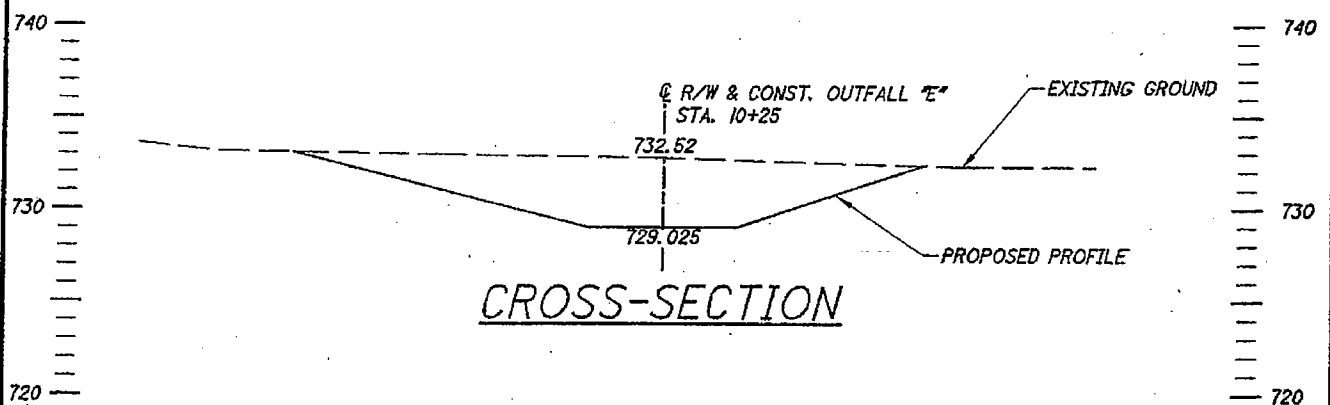 740
740
℄ R/W & CONST. OUTFALL "E"
STA. 10+25
EXISTING GROUND
732.52
730
730
729.025
PROPOSED PROFILE
CROSS-SECTION
720
720